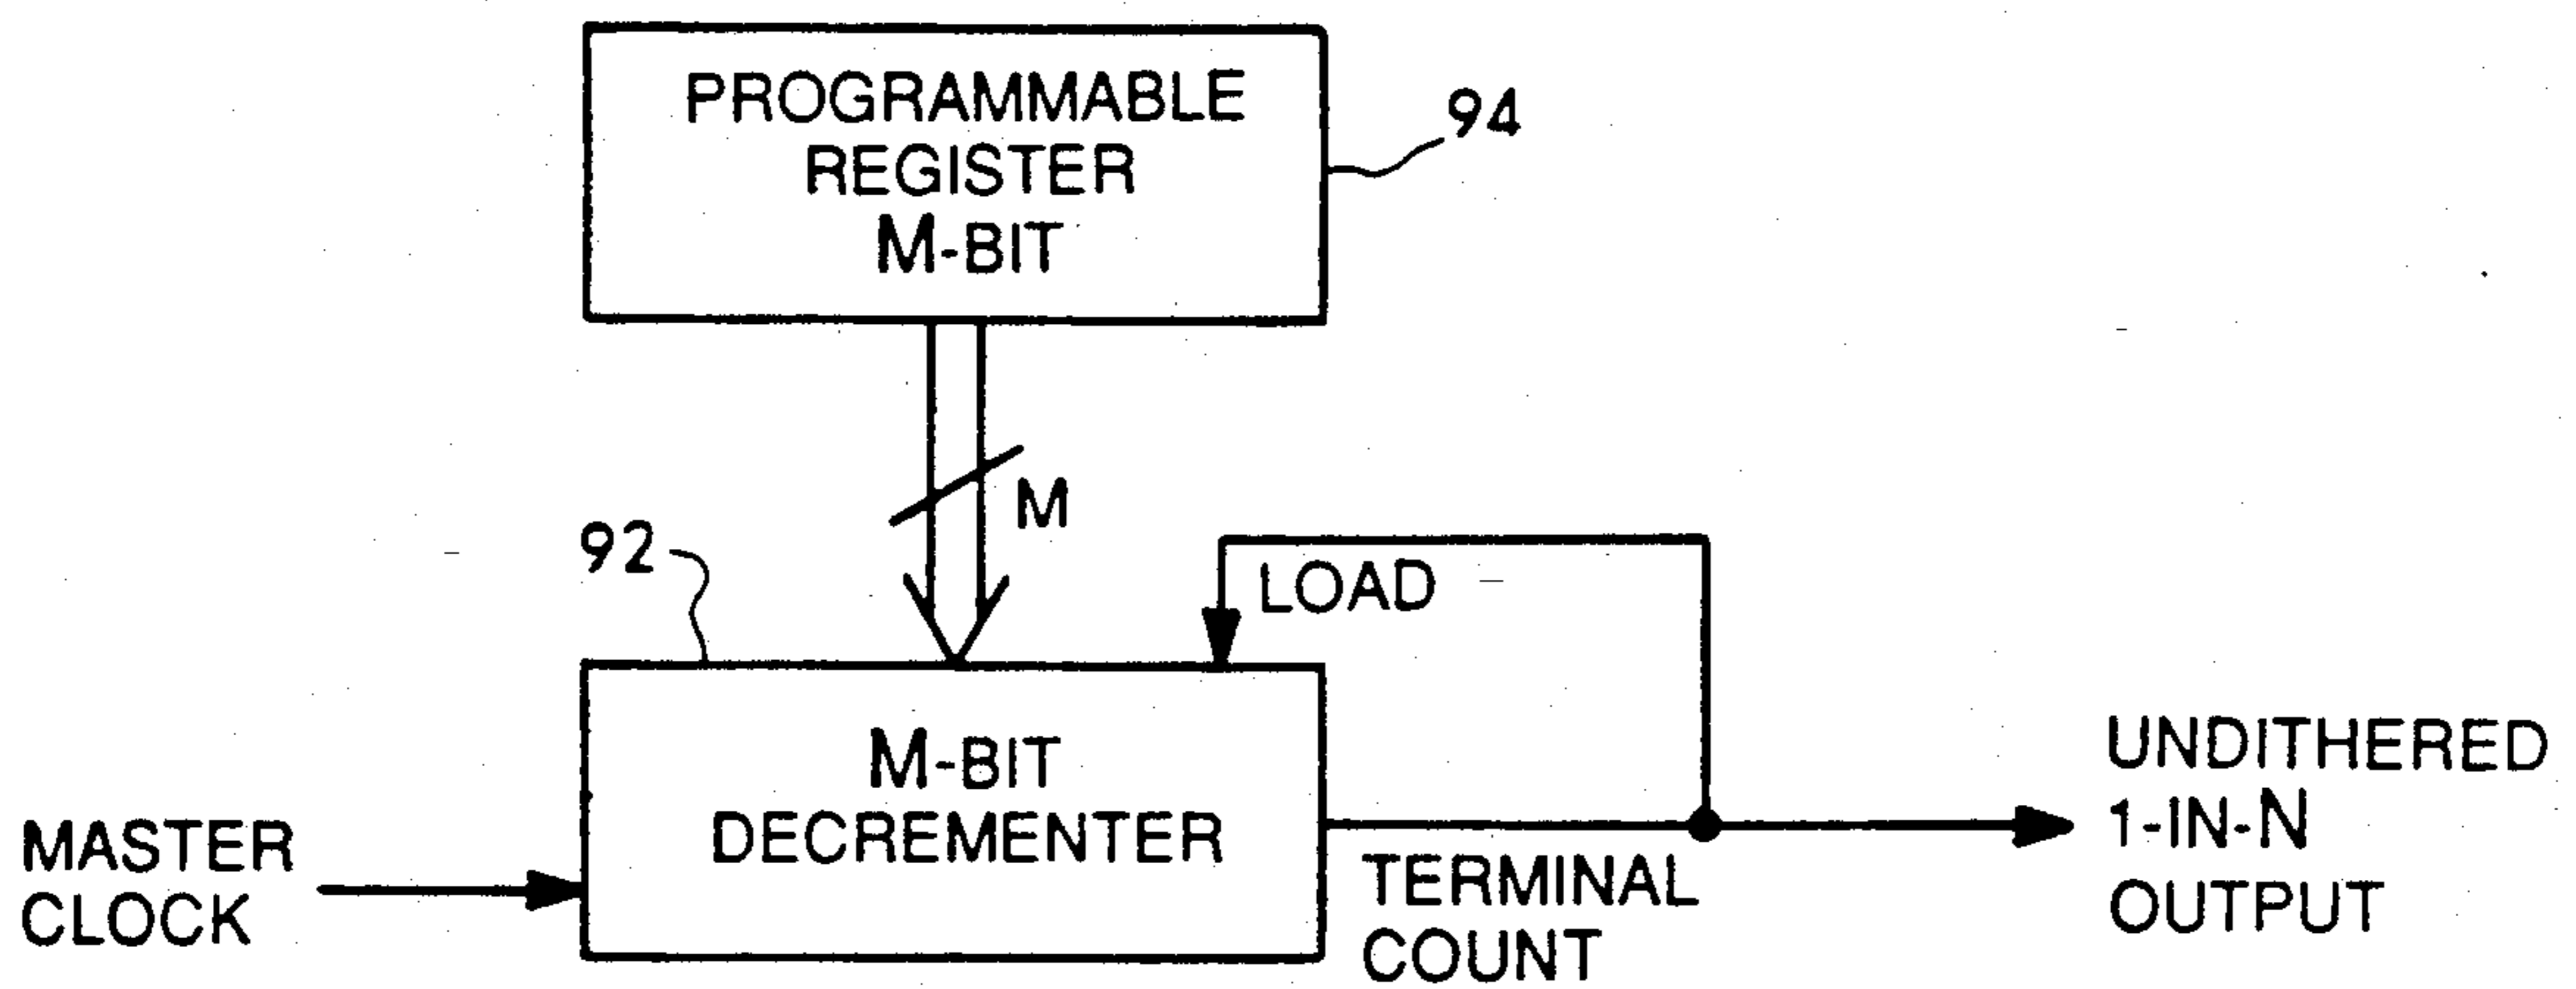 PROGRAMMABLE
REGISTER
M-BIT
94
M
92
LOAD
M-BIT
DECREMENTER
MASTER
CLOCK
TERMINAL
COUNT
UNDITHERED
1-IN-N
OUTPUT